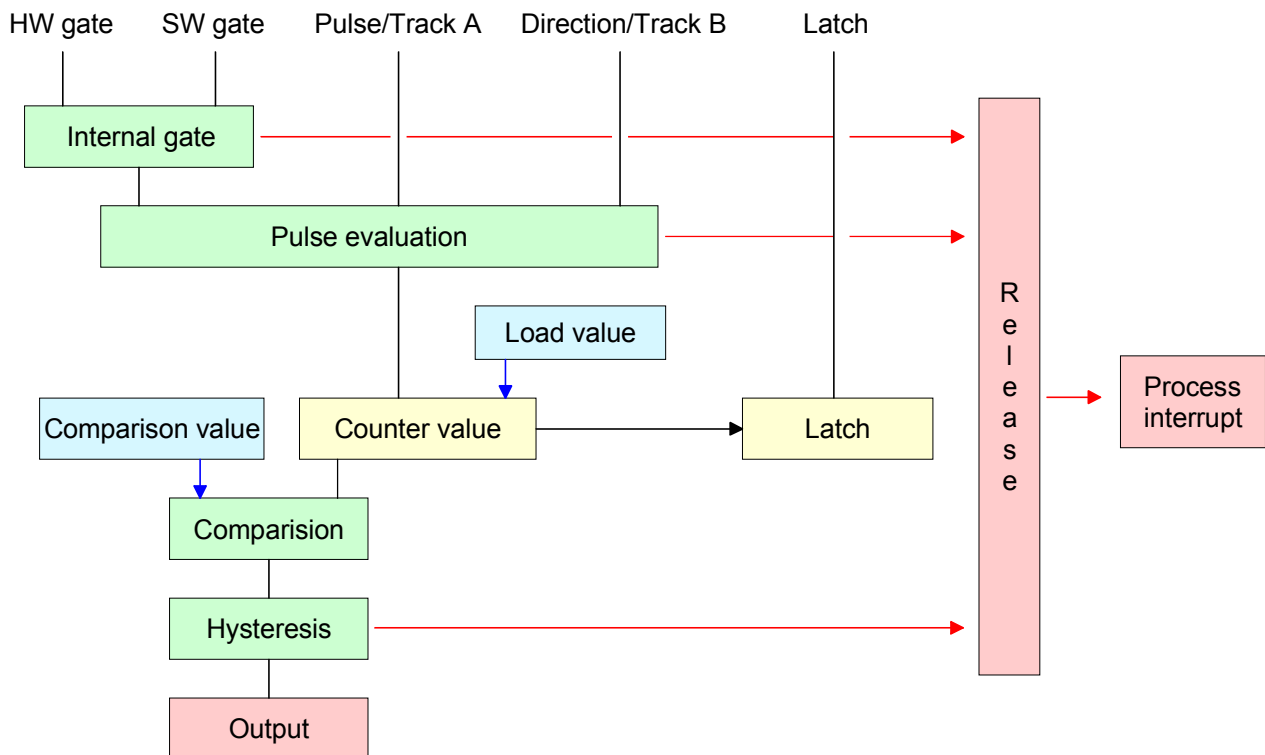 HW gate
SW gate
Pulse/Track A
Direction/Track B
Latch
Internal gate
Pulse evaluation
Load value
Release
Process
interrupt
Comparison value
Counter value
Latch
Comparision
Hysteresis
Output